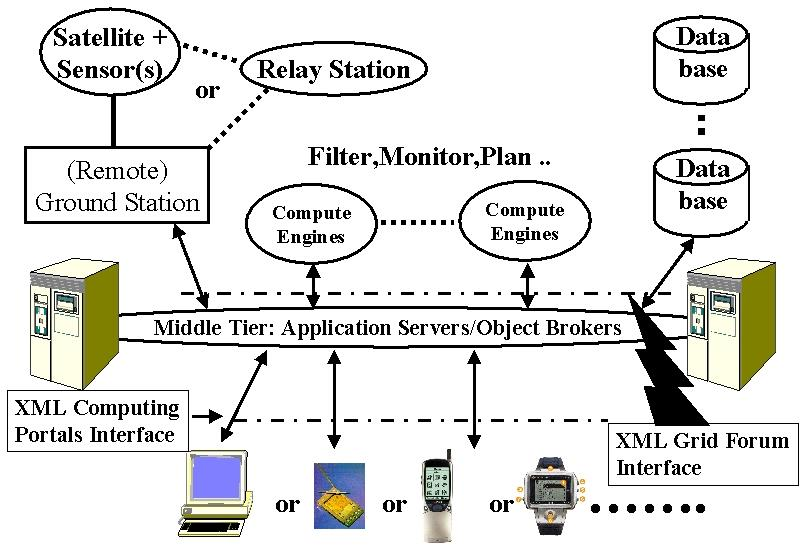 Satellite +
Sensor(s)
or
Relay Station
Data
base
(Remote)
Ground Station
Filter,Monitor,Plan ..
Data
base
Compute
Engines
Compute
Engines
Middle Tier: Application Servers/Object Brokers
XML Computing
Portals Interface
XML Grid Forum
Interface
or
or
or